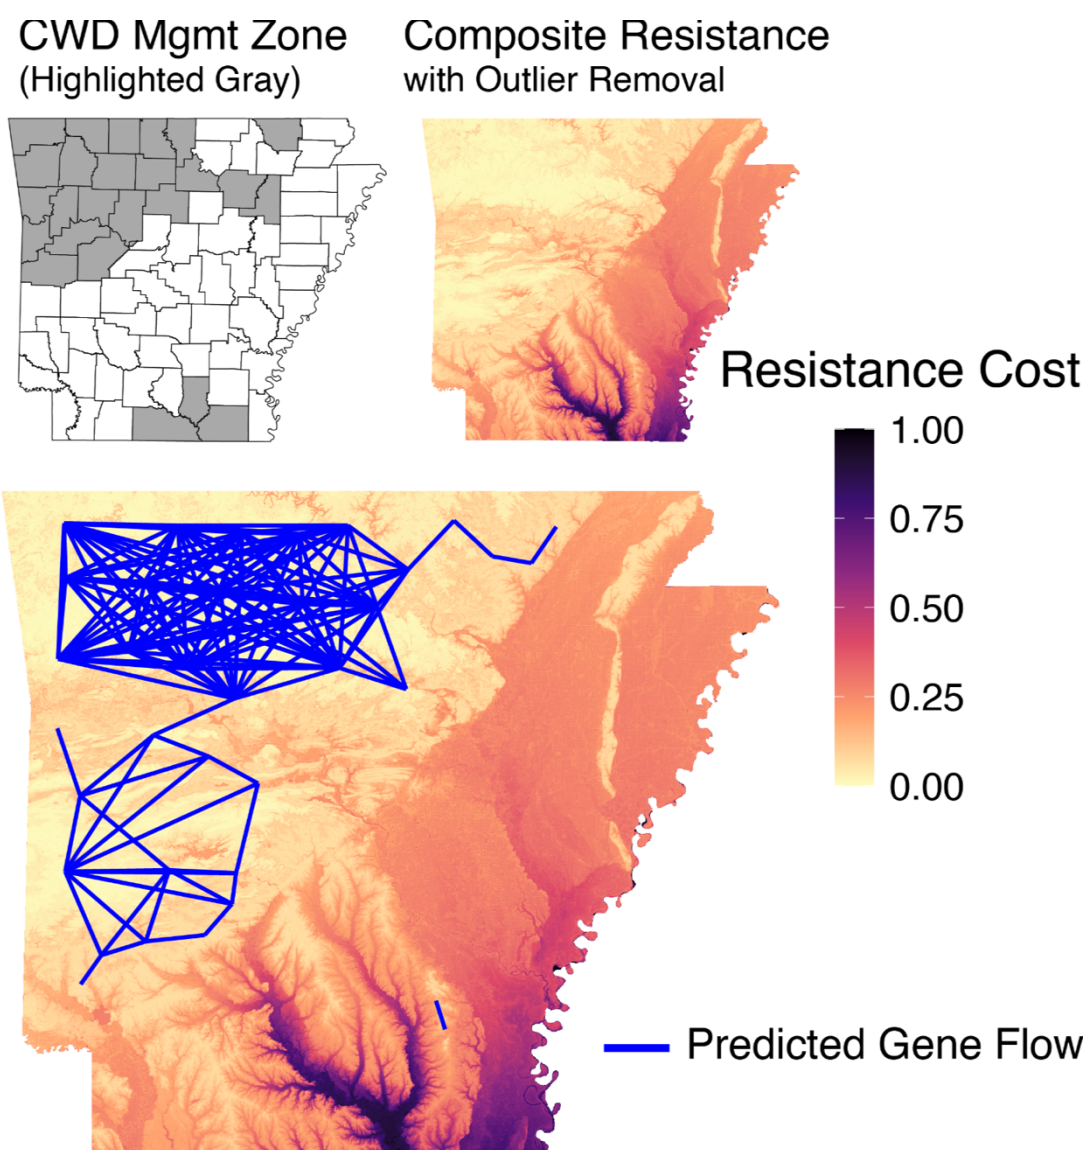 CWD Mgmt Zone
(Highlighted Gray)
Composite Resistance
with Outlier Removal
Resistance Cost
1.00
0.75
0.50
0.25
0.00
Predicted Gene Flow